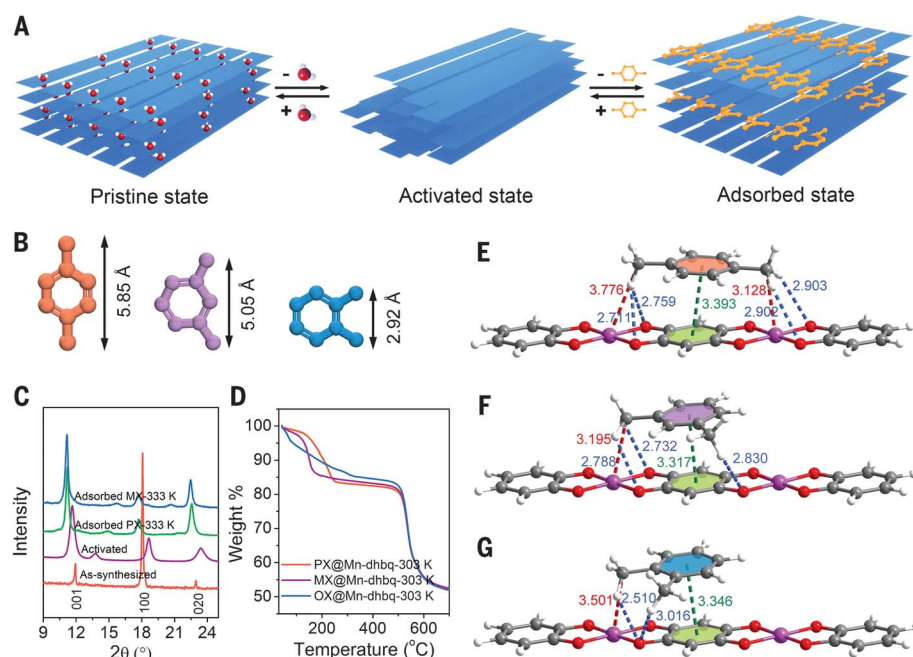 A
-
+
-
+
Pristine state
Activated state
Adsorbed state
B
5.85 Å
5.05 Å
2.92 Å
C
Intensity
Adsorbed MX-333 K
Adsorbed PX-333 K
Activated
As-synthesized
001
100
020
9 12 15 18 21 24
2θ (°)
D
Weight %
100
90
80
70
60
50
PX@Mn-dhbq-303 K
MX@Mn-dhbq-303 K
OX@Mn-dhbq-303 K
200 400 600
Temperature (°C)
E
3.776
2.759
2.711
3.393
3.128
2.903
2.902
F
3.195
2.732
2.788
3.317
2.830
G
3.501
2.510
3.016
3.346